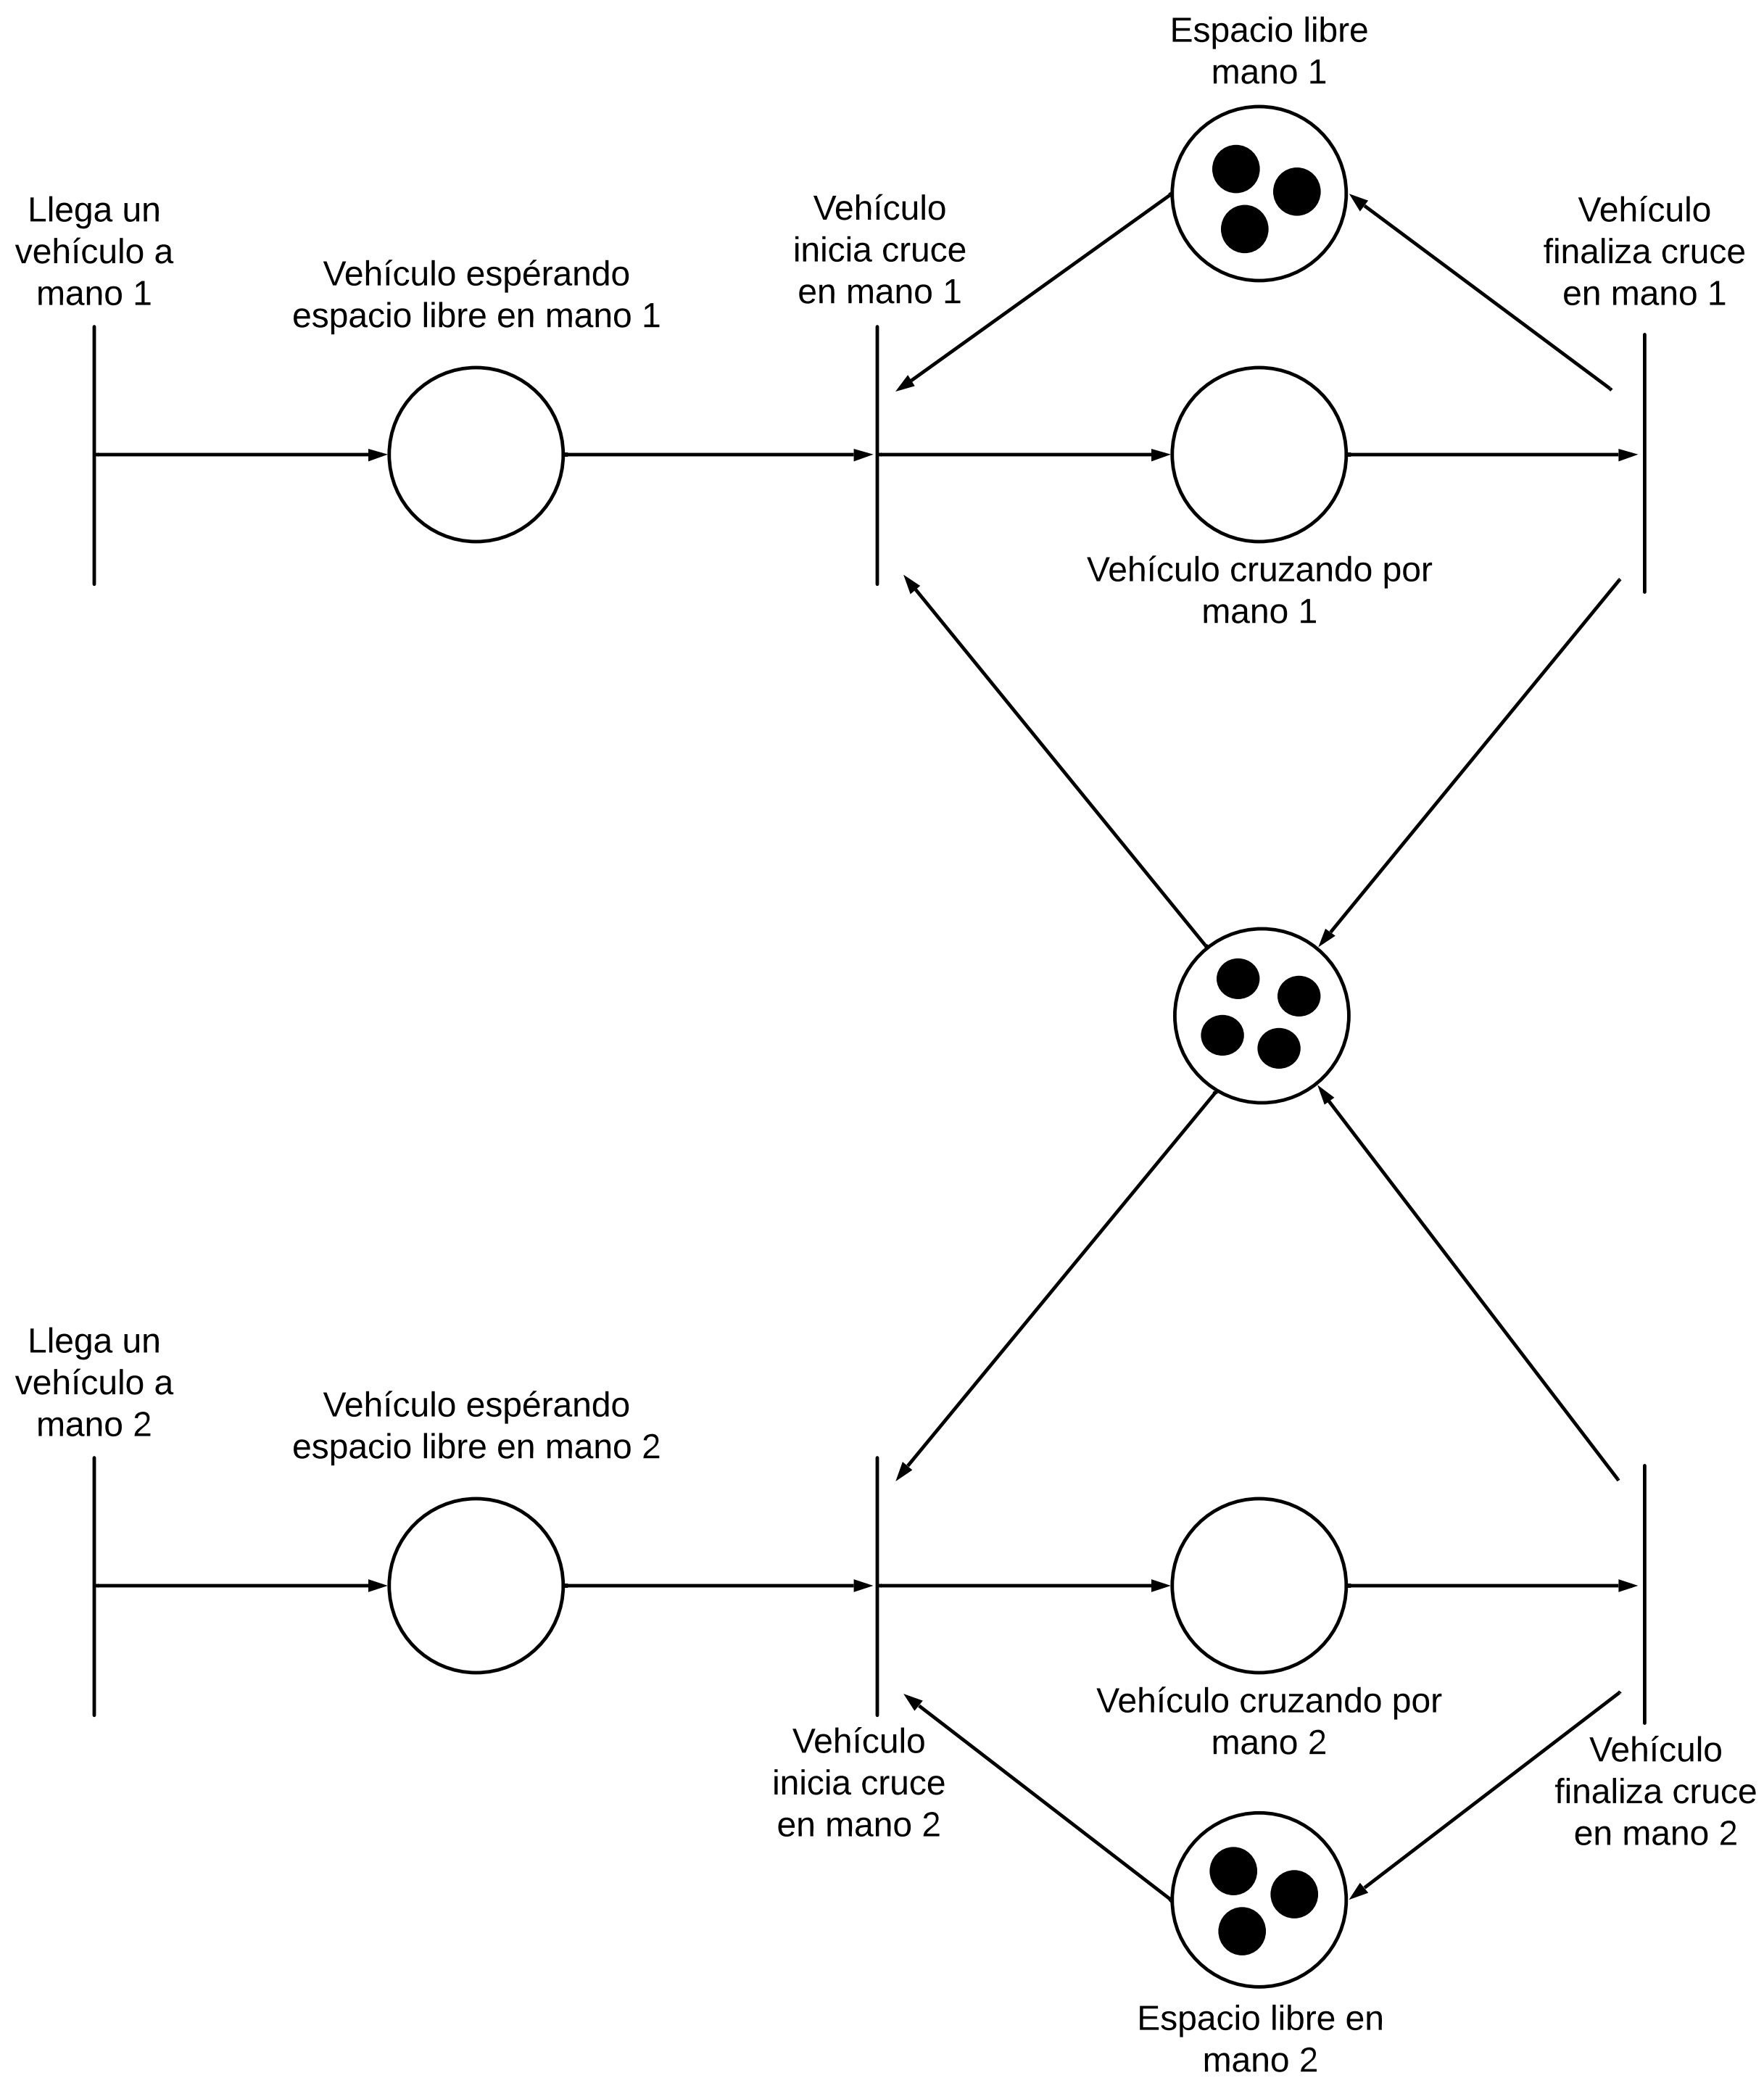 Espacio libre
mano 1
Llega un
vehículo a
mano 1
Vehículo espérando
espacio libre en mano 1
Vehículo
inicia cruce
en mano 1
Vehículo
finaliza cruce
en mano 1
Vehículo cruzando por
mano 1
Llega un
vehículo a
mano 2
Vehículo espérando
espacio libre en mano 2
Vehículo
inicia cruce
en mano 2
Vehículo cruzando por
mano 2
Vehículo
finaliza cruce
en mano 2
Espacio libre en
mano 2